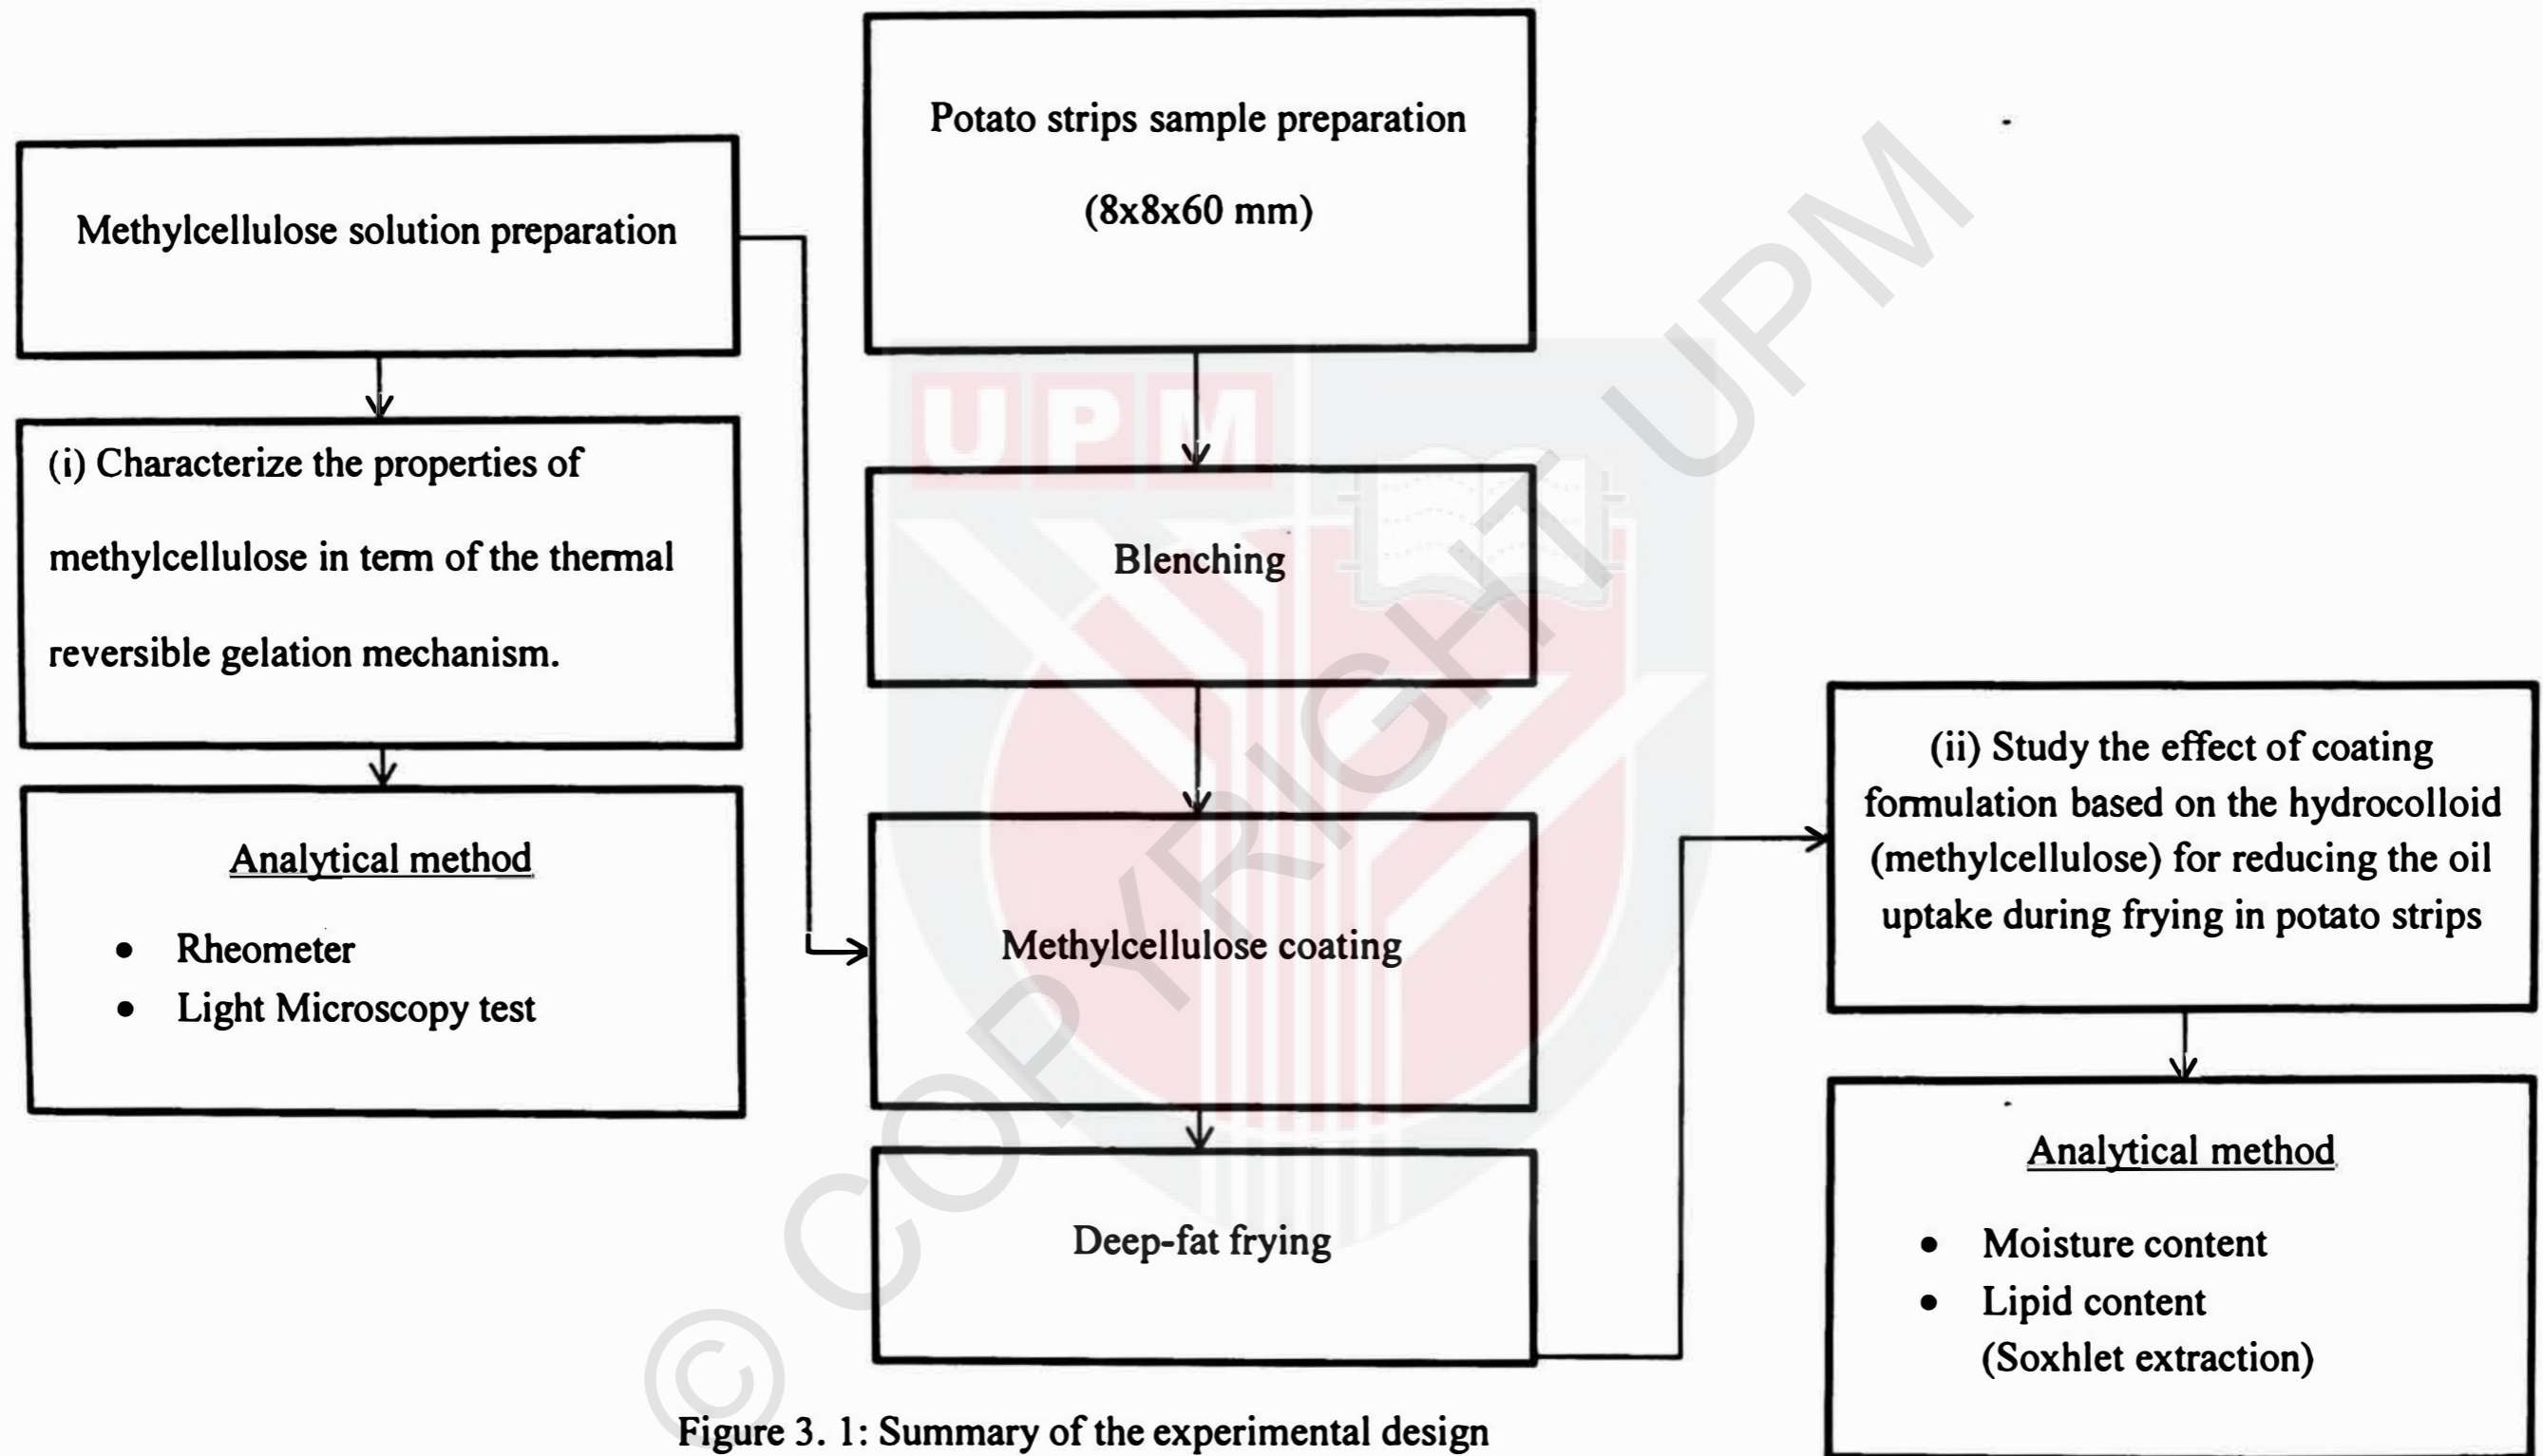 Methylcellulose solution preparation
(i) Characterize the properties of
methylcellulose in term of the thermal
reversible gelation mechanism.
Analytical method
• Rheometer
• Light Microscopy test
Potato strips sample preparation
(8x8x60 mm)
Blenching
Methylcellulose coating
Deep-fat frying
(ii) Study the effect of coating
formulation based on the hydrocolloid
(methylcellulose) for reducing the oil
uptake during frying in potato strips
Analytical method
• Moisture content
• Lipid content
(Soxhlet extraction)
Figure 3. 1: Summary of the experimental design
UPM
© COPYRIGHT UPM